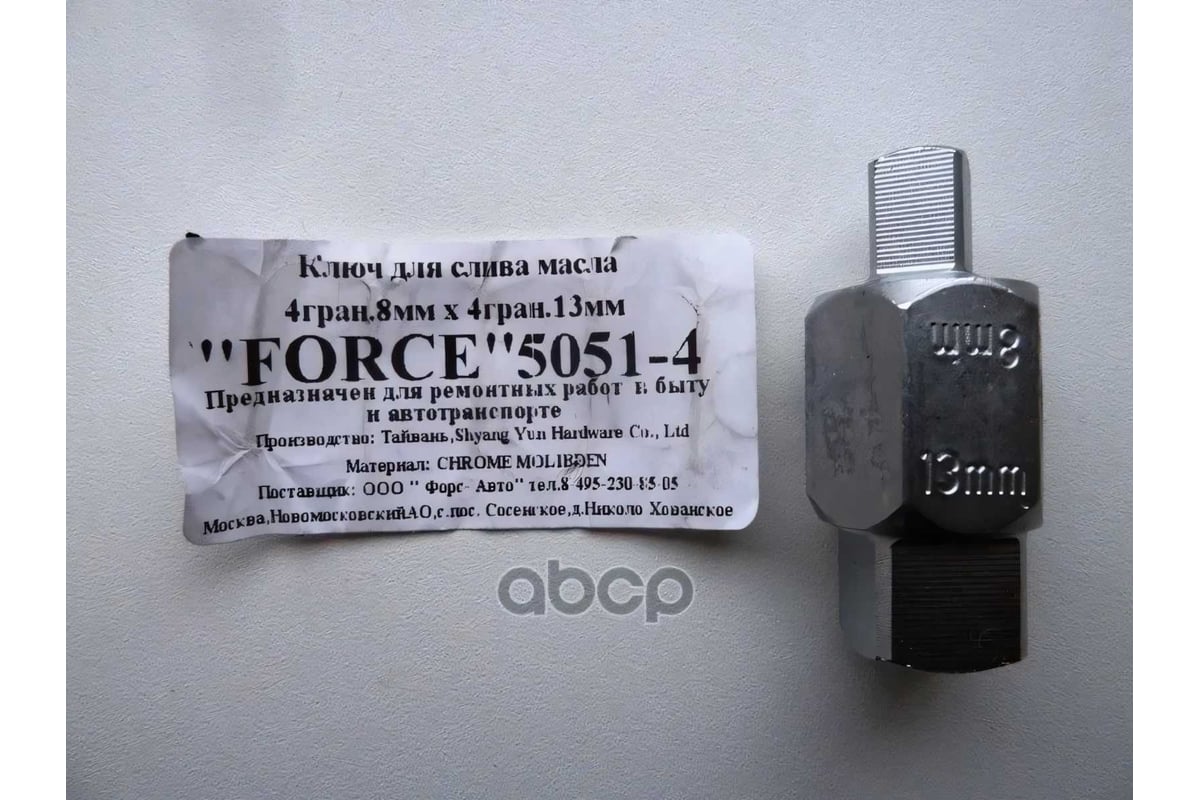 Ключ для слива масла
4гран.8мм х 4гран.13мм
"FORCE"5051-4
Предназначен для ремонтных работ в быту
и автотранспорте
Производство: Тайвань,Shyang Yun Hardware Co., Ltd
Материал: CHROME MOLIBDEN
Поставщик: ООО " Форс- Авто" тел.8 495-230-85-05
Москва,НовомосковскийАО,с.пос. Сосенское,д.Николо Хованское
8mm
13mm
abcp